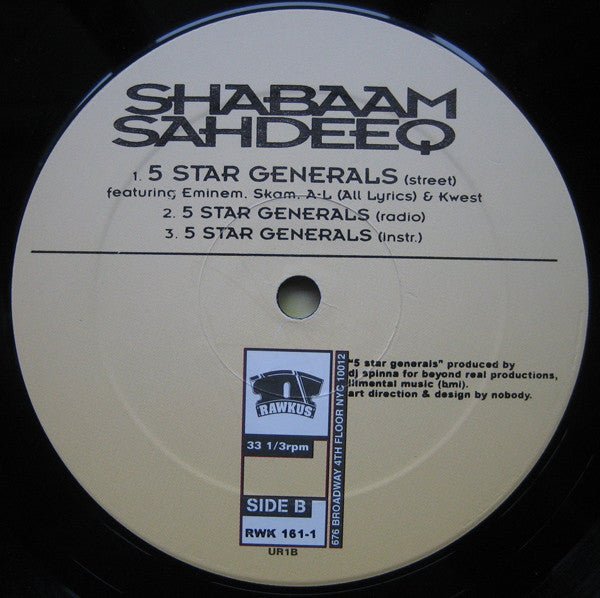 SHABAAM
SAHDEEQ
1. 5 STAR GENERALS (street)
featuring Eminem, Skam, A-L (All Lyrics) & Kwest
2. 5 STAR GENERALS (radio)
3. 5 STAR GENERALS (instr.)
RAWKUS
33 1/3rpm
SIDE B
RWK 161-1
UR1B
676 BROADWAY 4TH FLOOR NYC 10012
"5 star generals" produced by
dj spinna for beyond real productions,
illmental music (bmi).
art direction & design by nobody.